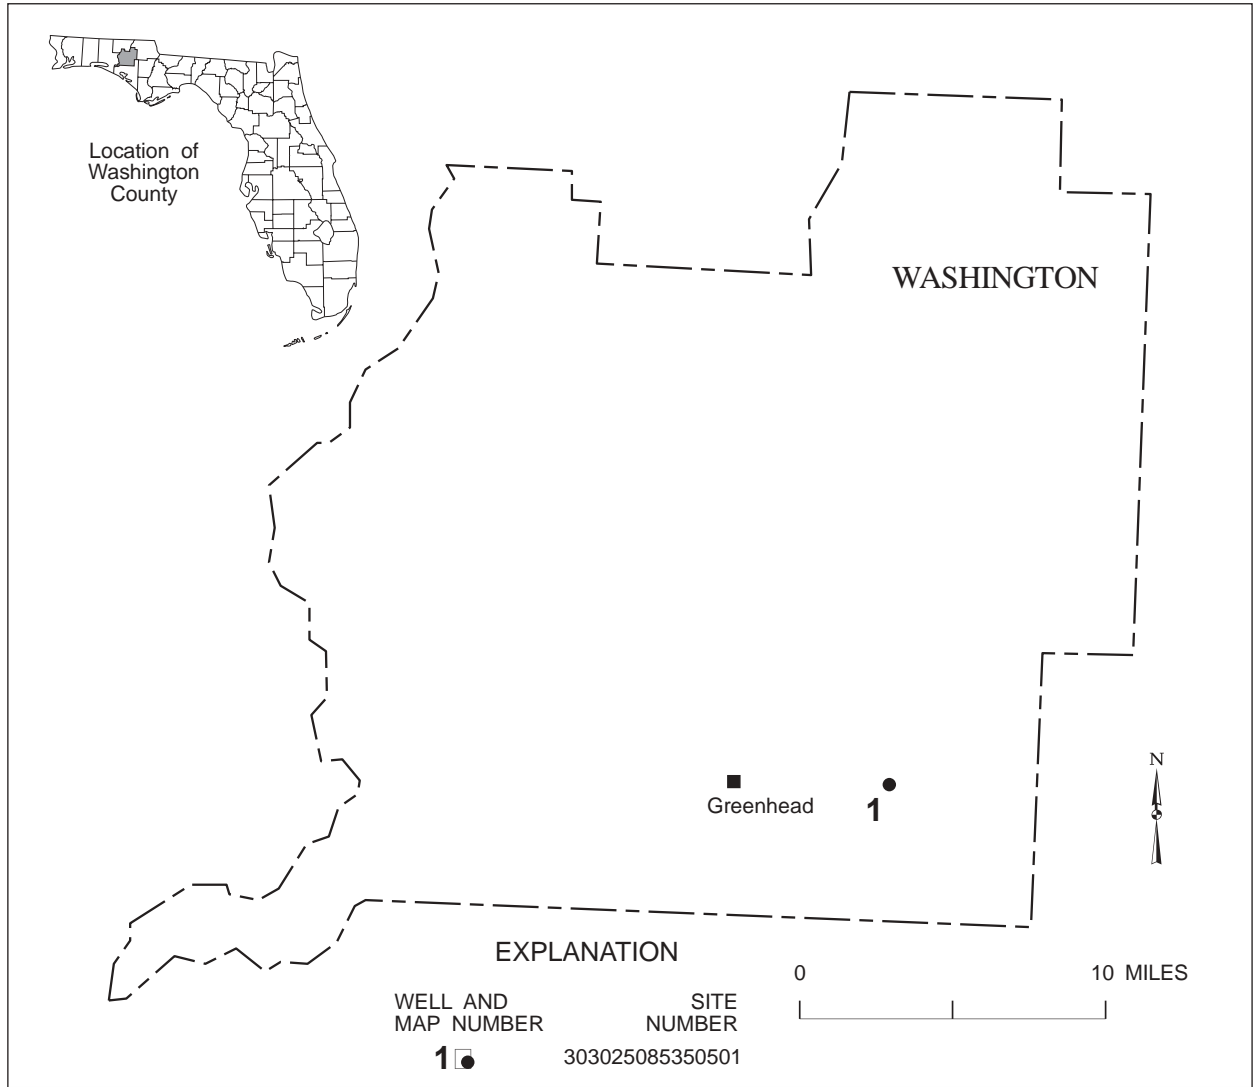 Location of
Washington
County
WASHINGTON
Greenhead
1
N
EXPLANATION
0 10 MILES
WELL AND SITE
MAP NUMBER NUMBER
1 303025085350501